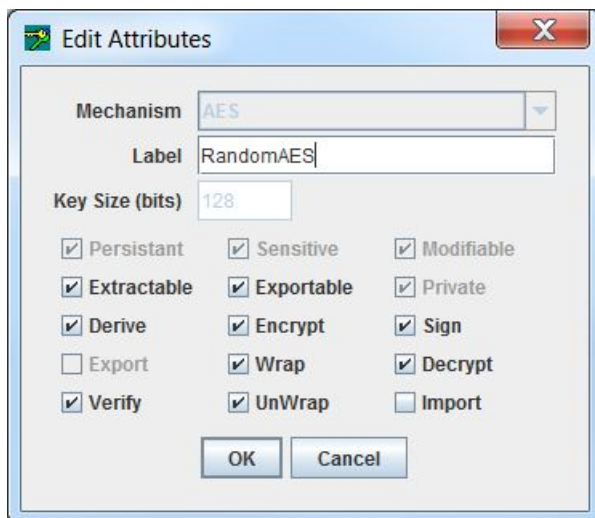 Edit Attributes
Mechanism AES
Label RandomAES
Key Size (bits) 128
Persistant Sensitive Modifiable
Extractable Exportable Private
Derive Encrypt Sign
Export Wrap Decrypt
Verify UnWrap Import
OK Cancel